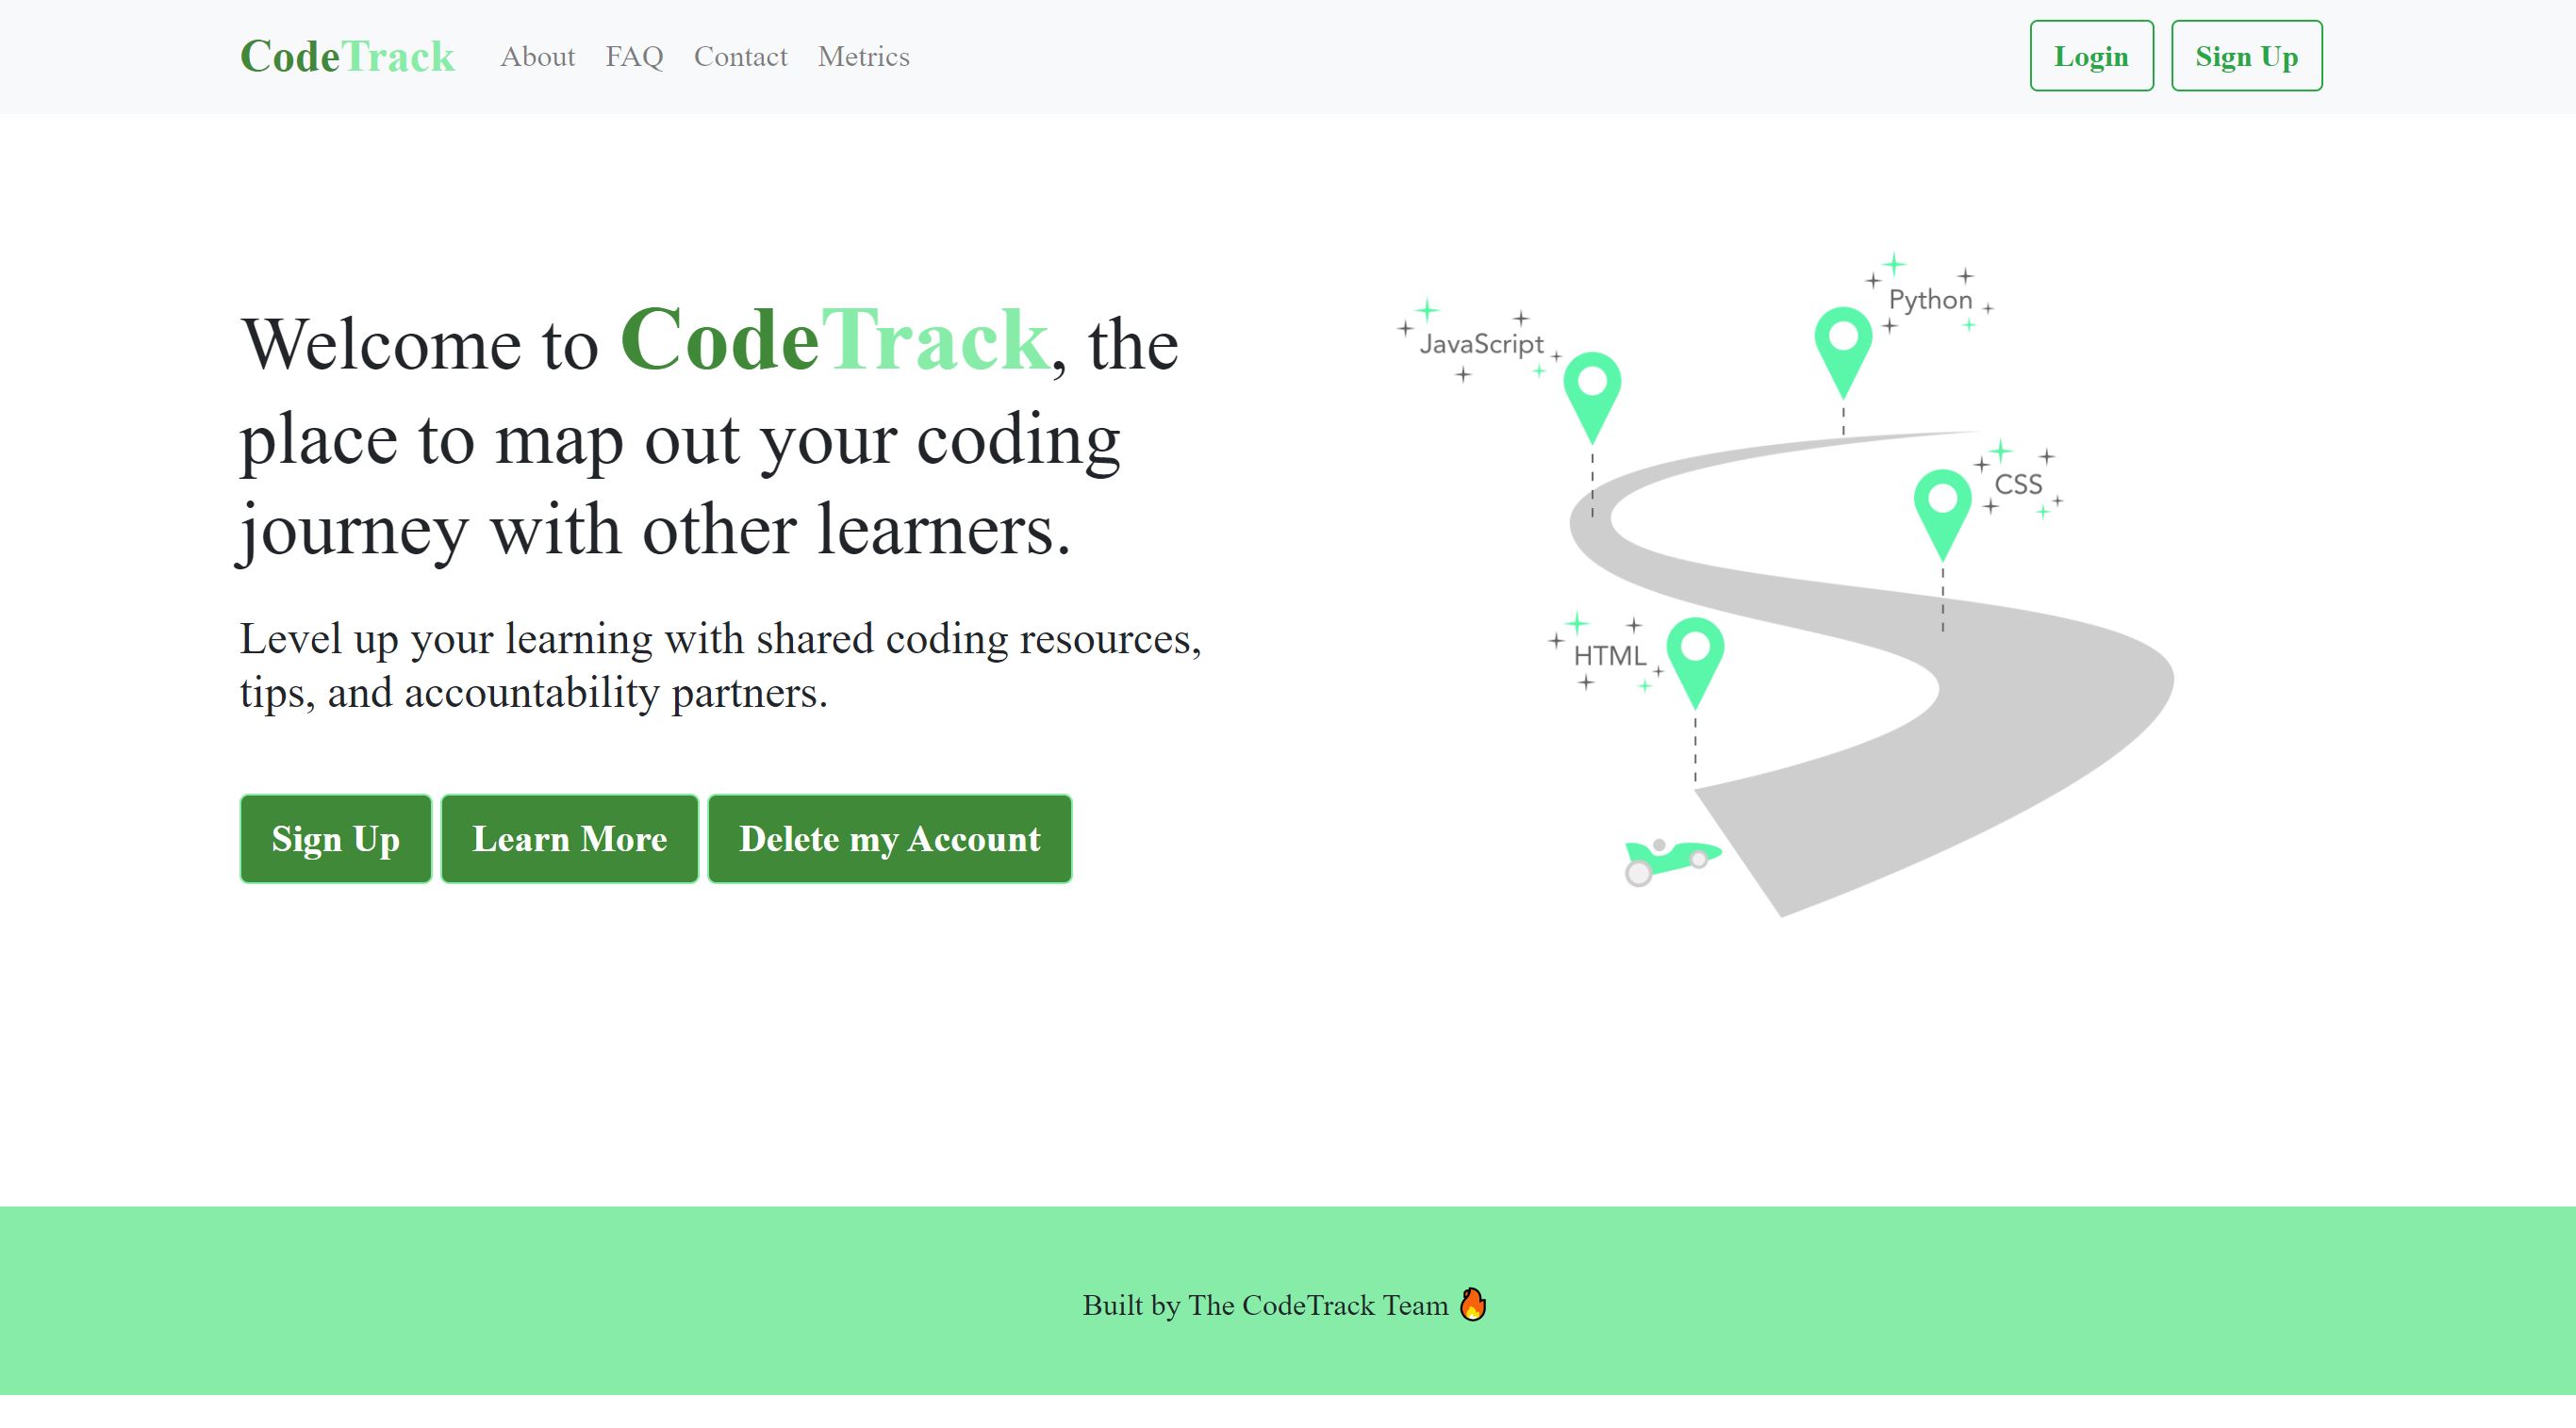 CodeTrack About FAQ Contact Metrics Login Sign Up
Welcome to CodeTrack, the
place to map out your coding
journey with other learners.
Level up your learning with shared coding resources,
tips, and accountability partners.
Sign Up Learn More Delete my Account
Python
JavaScript
CSS
HTML
Built by The CodeTrack Team 🔥